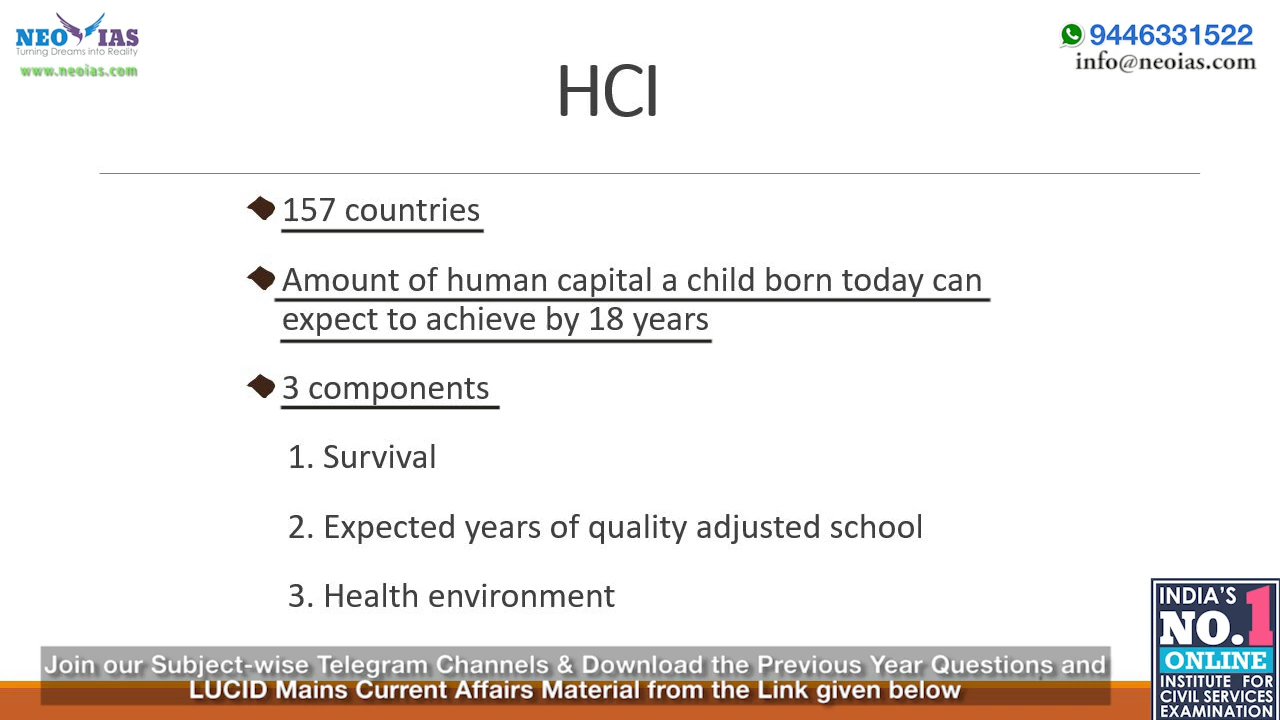 NEO IAS
Turning Dreams into Reality
www.neoias.com
9446331522
info@neoias.com
HCI
157 countries
Amount of human capital a child born today can
expect to achieve by 18 years
3 components
1. Survival
2. Expected years of quality adjusted school
3. Health environment
Join our Subject-wise Telegram Channels & Download the Previous Year Questions and
LUCID Mains Current Affairs Material from the Link given below
INDIA'S
NO.1
ONLINE
INSTITUTE FOR
CIVIL SERVICES
EXAMINATION